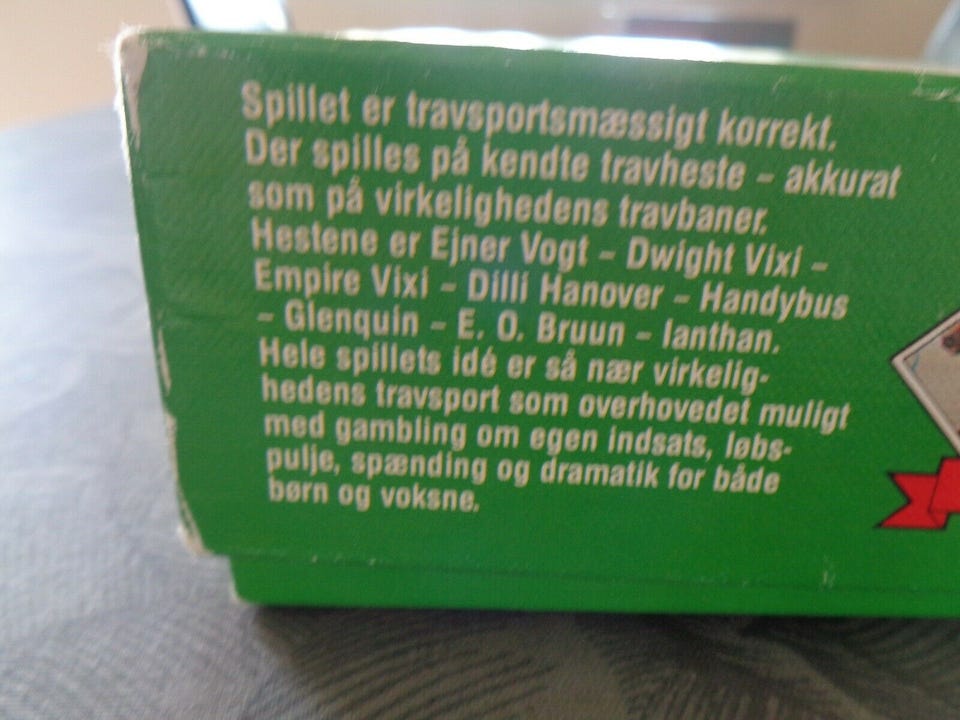 Spillet er travsportsmæssigt korrekt.
Der spilles på kendte travheste – akkurat
som på virkelighedens travbaner.
Hestene er Ejner Vogt – Dwight Vixi –
Empire Vixi – Dilli Hanover – Handybus
– Glenquin – E. O. Bruun – Ianthan.
Hele spillets idé er så nær virkelig-
hedens travsport som overhovedet muligt
med gambling om egen indsats, løbs-
pulje, spænding og dramatik for både
børn og voksne.